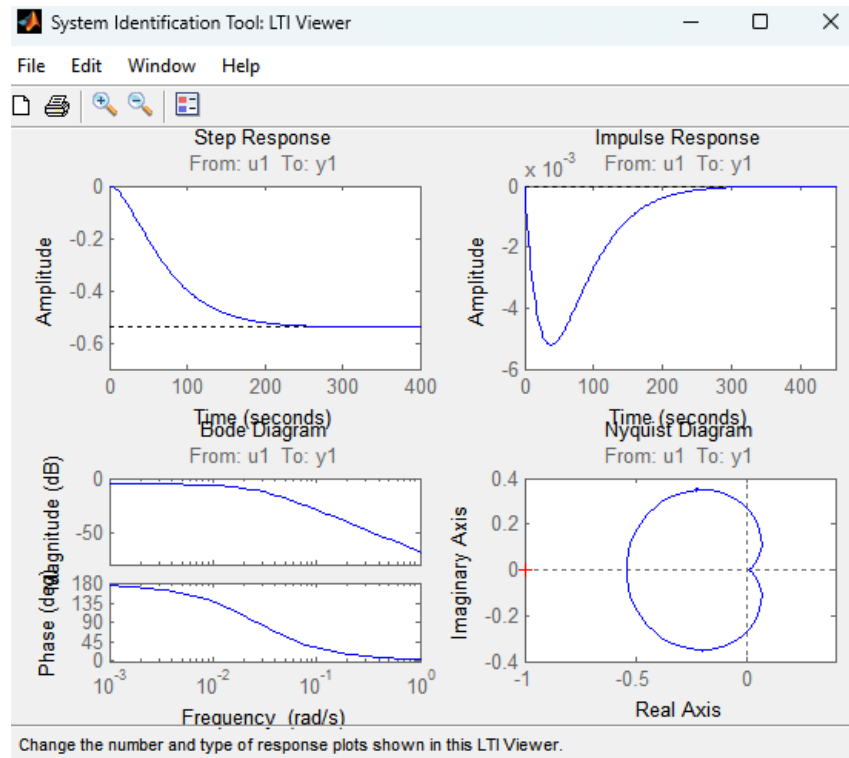 System Identification Tool: LTI Viewer
File Edit Window Help
Step Response
From: u1 To: y1
Amplitude
0
-0.2
-0.4
-0.6
0 100 200 300 400
Time (seconds)
Impulse Response
From: u1 To: y1
x 10^-3
Amplitude
0
-2
-4
-6
0 100 200 300 400
Time (seconds)
Bode Diagram
From: u1 To: y1
Magnitude (dB)
0
-50
Phase (deg)
180
135
90
45
0
10^-3 10^-2 10^-1 10^0
Frequency (rad/s)
Nyquist Diagram
From: u1 To: y1
Imaginary Axis
0.4
0.2
0
-0.2
-0.4
-1 -0.5 0
Real Axis
Change the number and type of response plots shown in this LTI Viewer.